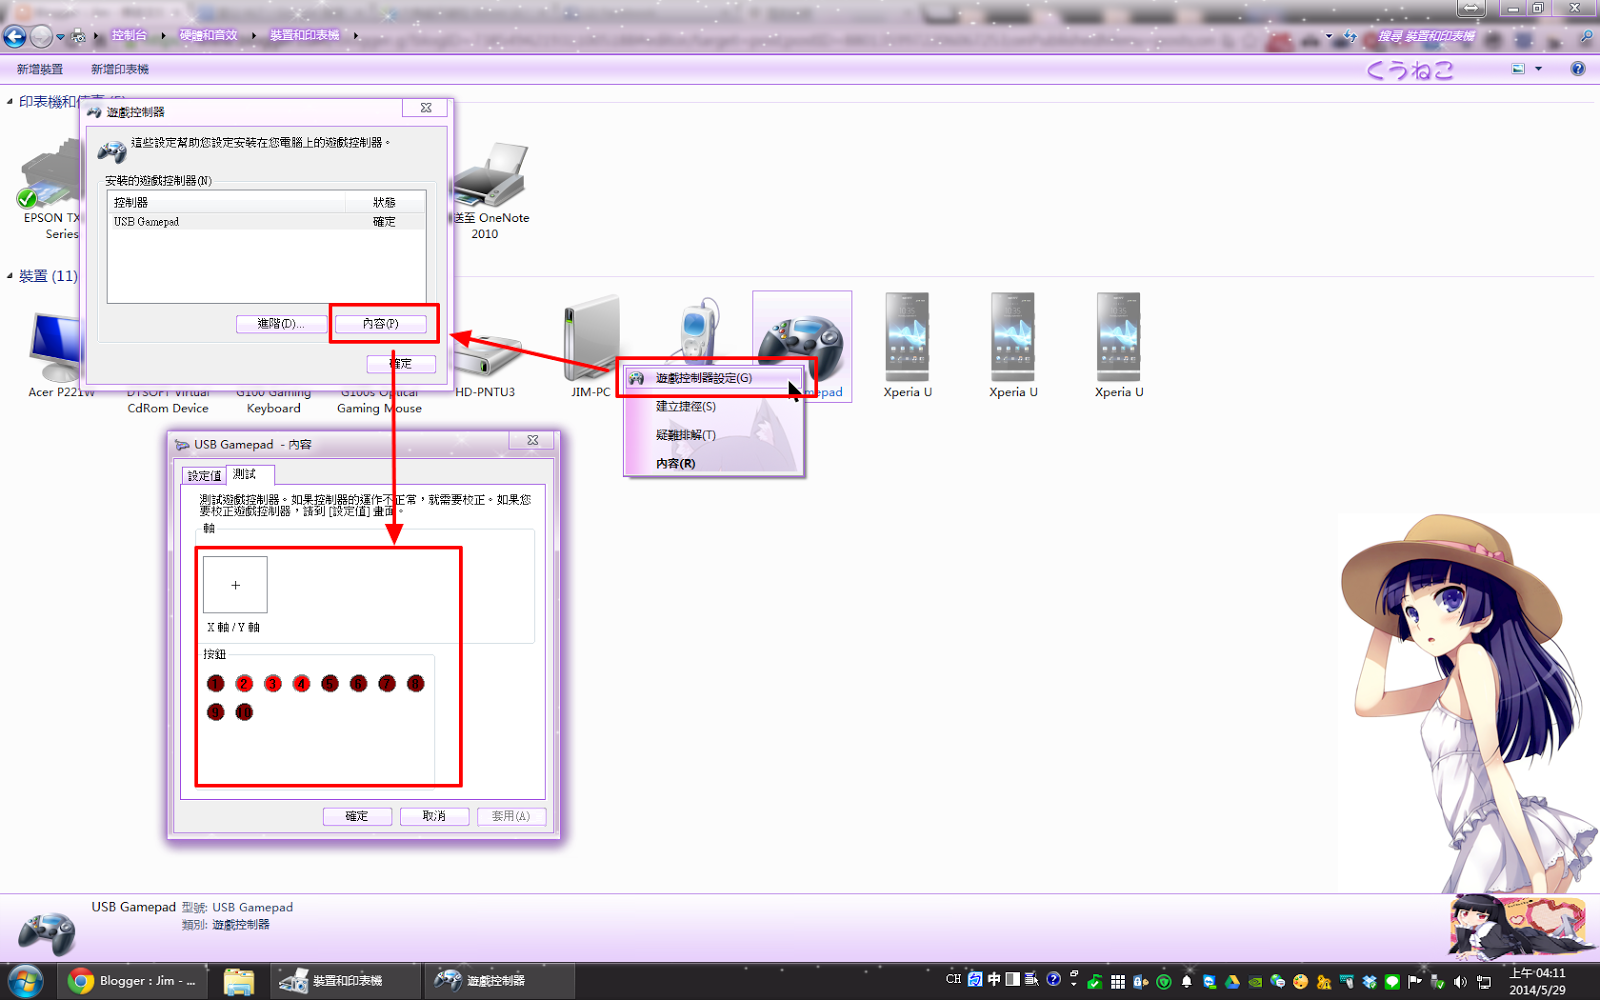 控制台 硬體和音效 裝置和印表機
搜尋 裝置和印表機
新增裝置 新增印表機
くうねこ
印表機和
遊戲控制器
這些設定幫助您設定安裝在您電腦上的遊戲控制器。
安裝的遊戲控制器(N)
控制器 狀態
USB Gamepad 確定
進階(D)... 內容(P)
確定
EPSON TX
Series
送至 OneNote
2010
裝置 (11)
Acer P221W
DTSOFT Virtual
CdRom Device
G100 Gaming
Keyboard
G100s Optical
Gaming Mouse
HD-PNTU3
JIM-PC
mepad
Xperia U
Xperia U
Xperia U
遊戲控制器設定(G)
建立捷徑(S)
疑難排解(T)
內容(R)
USB Gamepad - 內容
設定值 測試
測試遊戲控制器。如果控制器的運作不正常，就需要校正。如果您
要校正遊戲控制器，請到 [設定值] 畫面。
軸
X 軸 / Y 軸
按鈕
1 2 3 4 5 6 7 8
9 10
確定 取消 套用(A)
USB Gamepad 型號: USB Gamepad
類別: 遊戲控制器
Blogger : Jim - ...
裝置和印表機
遊戲控制器
CH 中
上午 04:11
2014/5/29